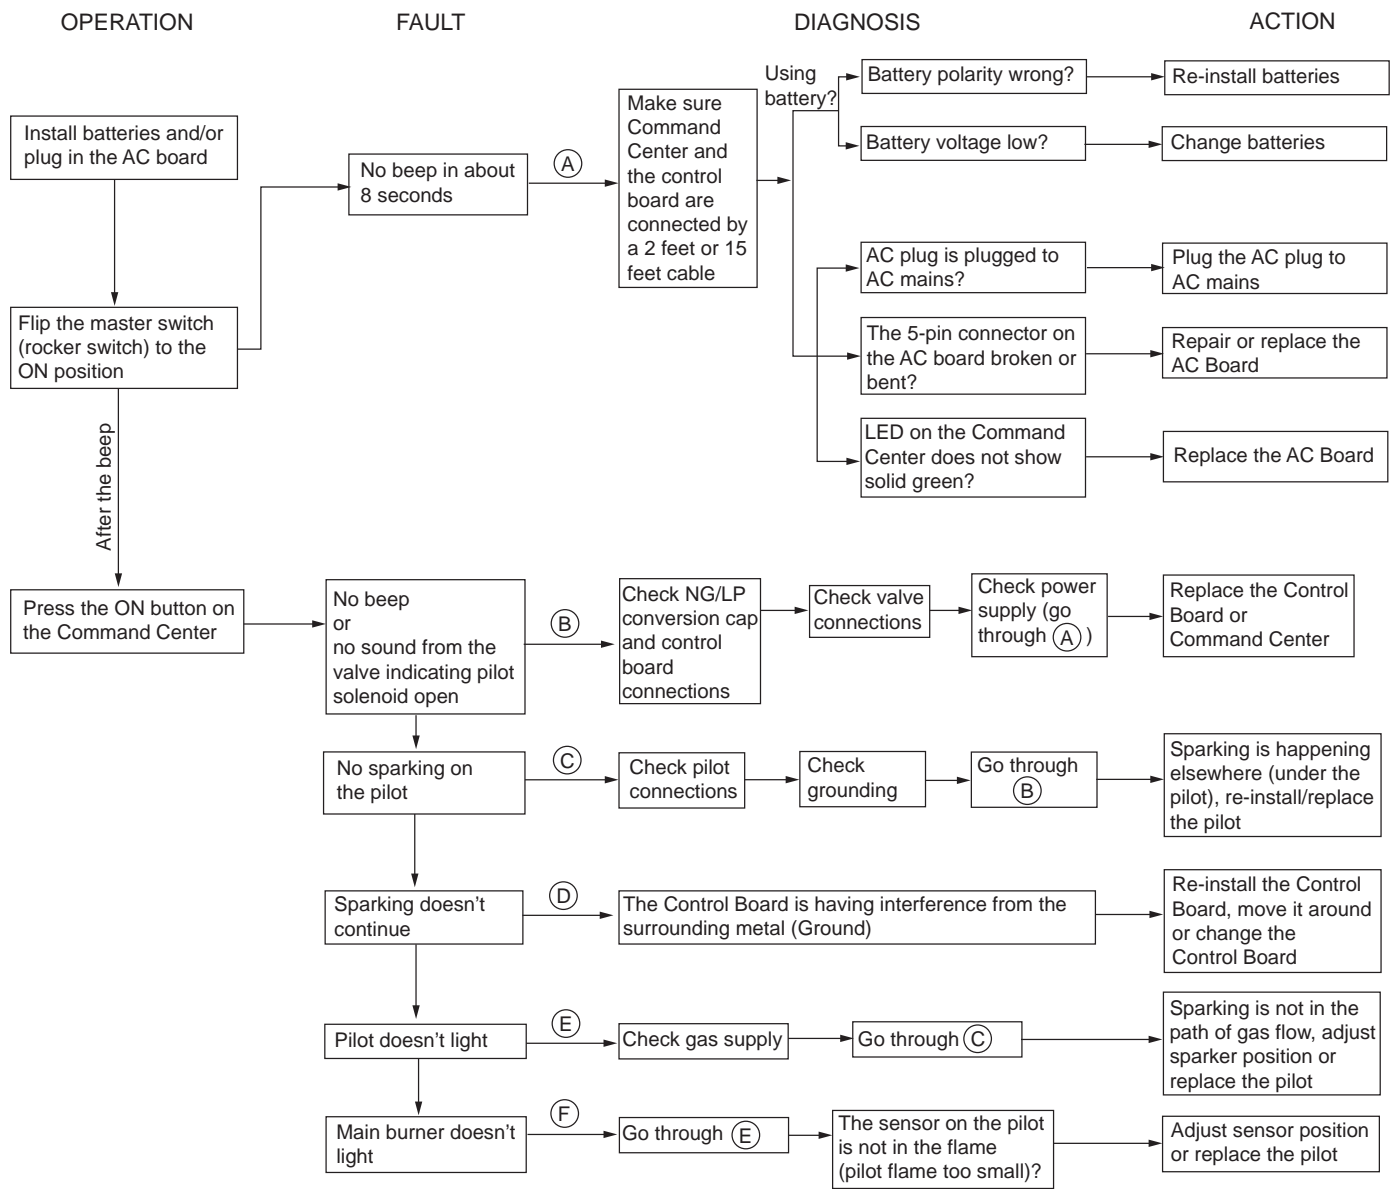 OPERATION
FAULT
DIAGNOSIS
ACTION
Install batteries and/or
plug in the AC board
Flip the master switch
(rocker switch) to the
ON position
After the beep
Press the ON button on
the Command Center
No beep in about
8 seconds
A
Make sure
Command
Center and
the control
board are
connected by
a 2 feet or 15
feet cable
Using
battery?
Battery polarity wrong?
Re-install batteries
Battery voltage low?
Change batteries
AC plug is plugged to
AC mains?
Plug the AC plug to
AC mains
The 5-pin connector on
the AC board broken or
bent?
Repair or replace the
AC Board
LED on the Command
Center does not show
solid green?
Replace the AC Board
No beep
or
no sound from the
valve indicating pilot
solenoid open
B
Check NG/LP
conversion cap
and control
board
connections
Check valve
connections
Check power
supply (go
through A )
Replace the Control
Board or
Command Center
No sparking on
the pilot
C
Check pilot
connections
Check
grounding
Go through
B
Sparking is happening
elsewhere (under the
pilot), re-install/replace
the pilot
Sparking doesn't
continue
D
The Control Board is having interference from the
surrounding metal (Ground)
Re-install the Control
Board, move it around
or change the
Control Board
Pilot doesn't light
E
Check gas supply
Go through C
Sparking is not in the
path of gas flow, adjust
sparker position or
replace the pilot
Main burner doesn't
light
F
Go through E
The sensor on the pilot
is not in the flame
(pilot flame too small)?
Adjust sensor position
or replace the pilot